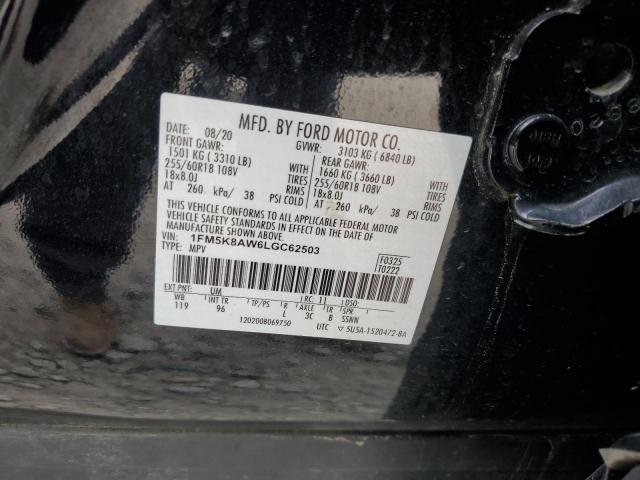 MFD. BY FORD MOTOR CO.
DATE: 08/20 GVWR: 3103 KG ( 6840 LB)
FRONT GAWR: REAR GAWR:
1501 KG ( 3310 LB) 1660 KG ( 3660 LB)
255/60R18 108V TIRES 255/60R18 108V TIRES
18x8.0J RIMS 18x8.0J RIMS
AT 260 kPa/ 38 PSI COLD AT 260 kPa/ 38 PSI COLD
THIS VEHICLE CONFORMS TO ALL APPLICABLE FEDERAL MOTOR
VEHICLE SAFETY STANDARDS IN EFFECT ON THE DATE OF
MANUFACTURE SHOWN ABOVE.
VIN: 1FM5K8AW6LGC62503
TYPE: MPV
F0325
T0222
EXT PNT: UM RC: 11 DSO:
WB INT TR TP/PS R AXLE TR SPR
119 96 L 3C B SSNN
1202008069750 UTC ▽ 5U5A-1520472-BA